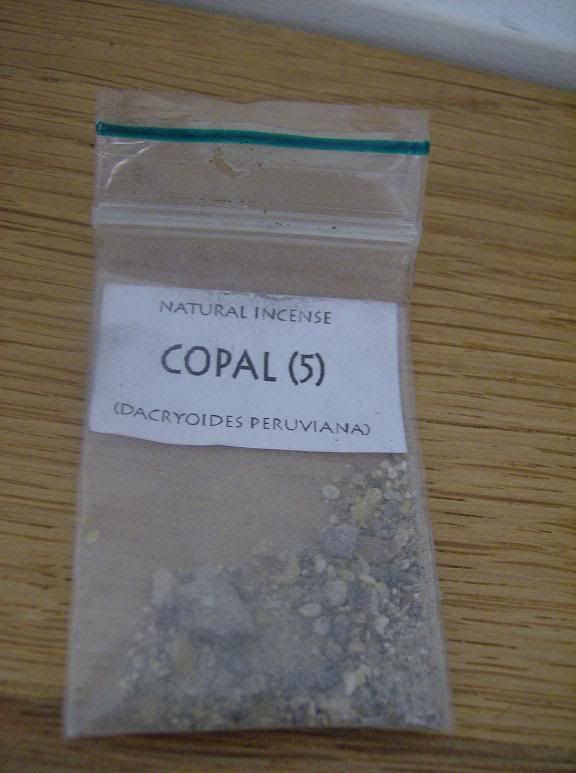 NATURAL INCENSE
COPAL (5)
(DACRYOIDES PERUVIANA)